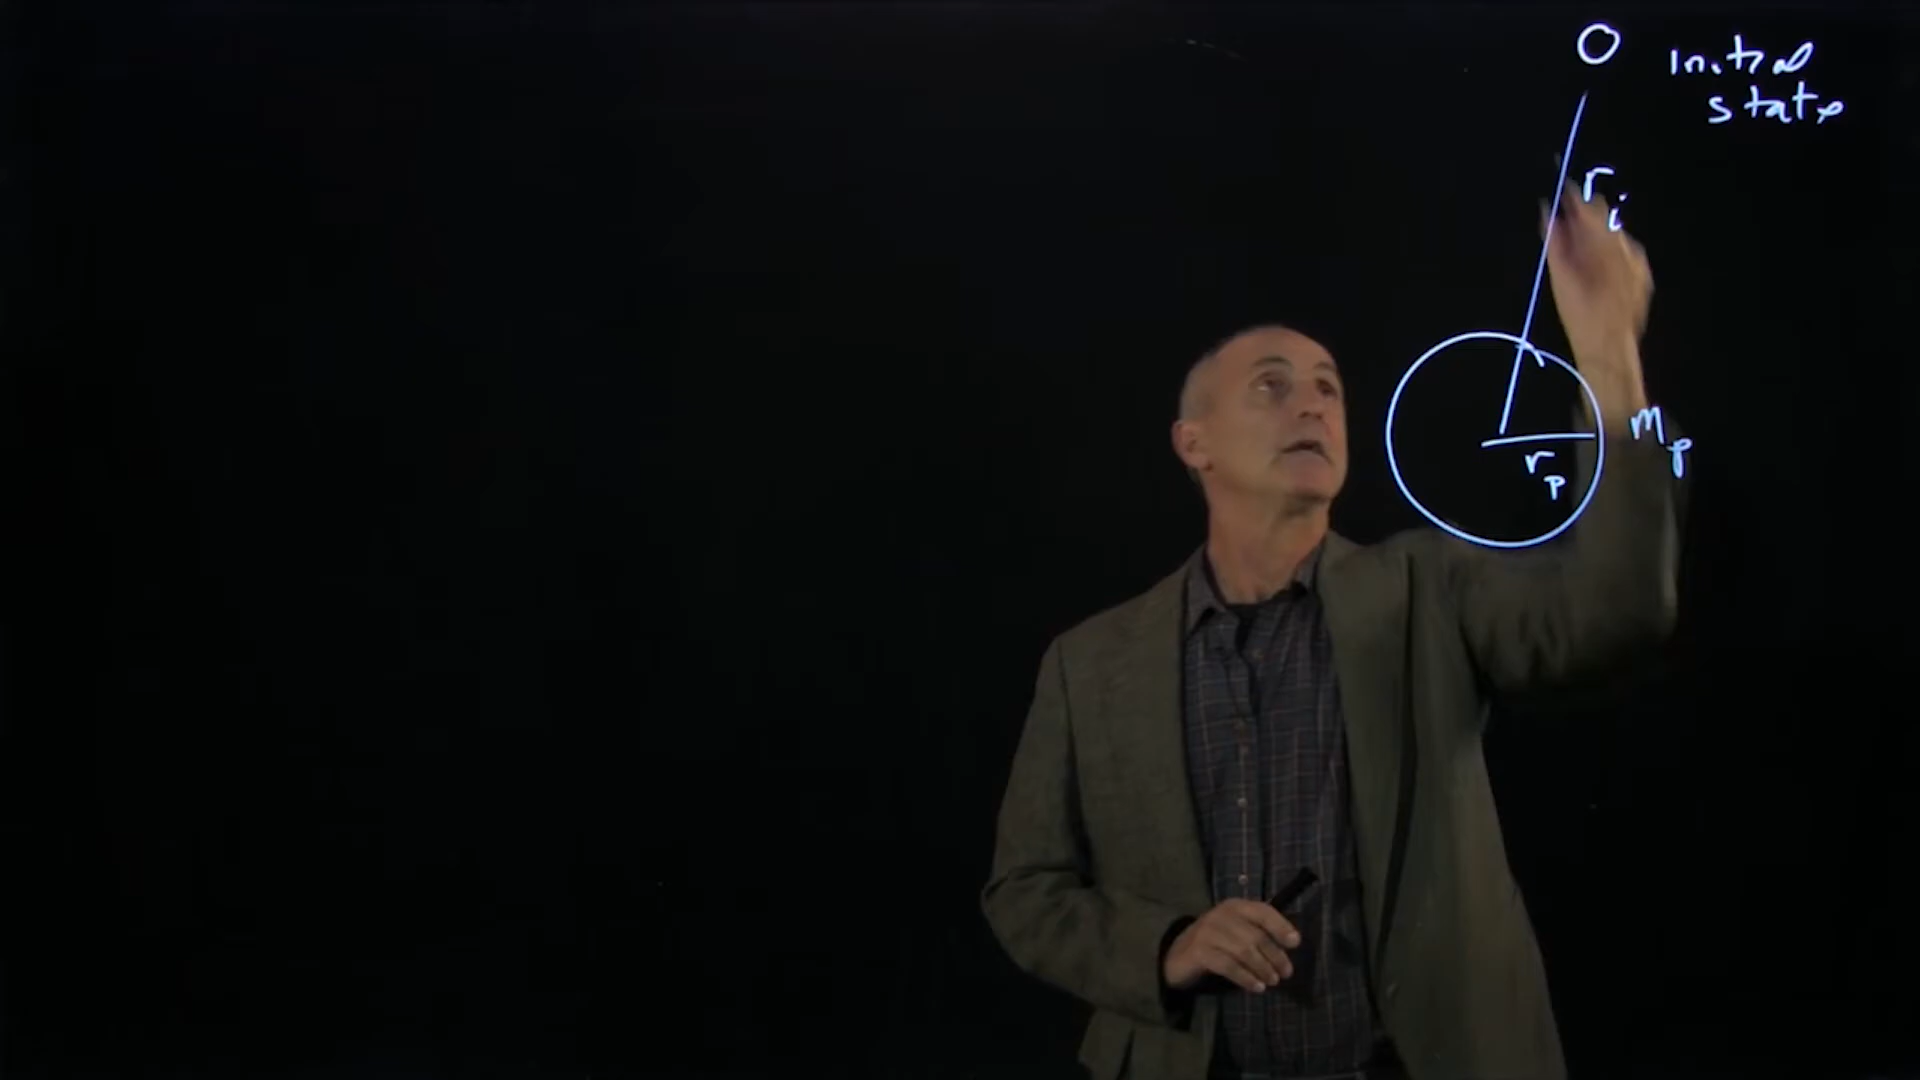 initial
state
r_i
m_p
r_p